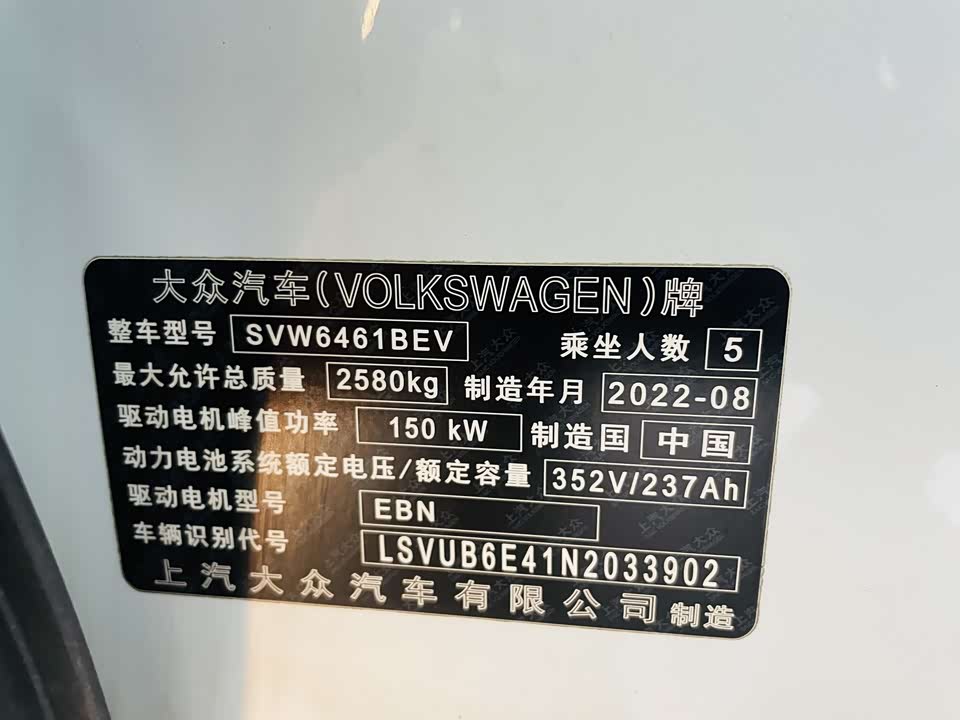 大众汽车(VOLKSWAGEN)牌
整车型号 SVW6461BEV 乘坐人数 5
最大允许总质量 2580kg 制造年月 2022-08
驱动电机峰值功率 150 kW 制造国 中国
动力电池系统额定电压/额定容量 352V/237Ah
驱动电机型号 EBN
车辆识别代号 LSVUB6E41N2033902
上汽大众汽车有限公司 制造